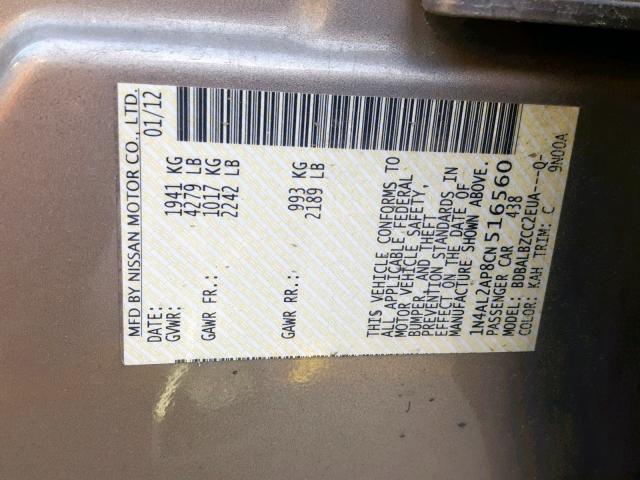 MFD BY NISSAN MOTOR CO., LTD.
DATE: 01/12
GVWR: 1941 KG
4279 LB
GAWR FR.: 1017 KG
2242 LB
GAWR RR.: 993 KG
2189 LB
THIS VEHICLE CONFORMS TO
ALL APPLICABLE FEDERAL
MOTOR VEHICLE SAFETY,
BUMPER, AND THEFT
PREVENTION STANDARDS IN
EFFECT ON THE DATE OF
MANUFACTURE SHOWN ABOVE.
1N4AL2AP8CN516560
PASSENGER CAR 438
MODEL: BDBALBZCC2EUA---Q-
COLOR: KAH TRIM: C 9N00A